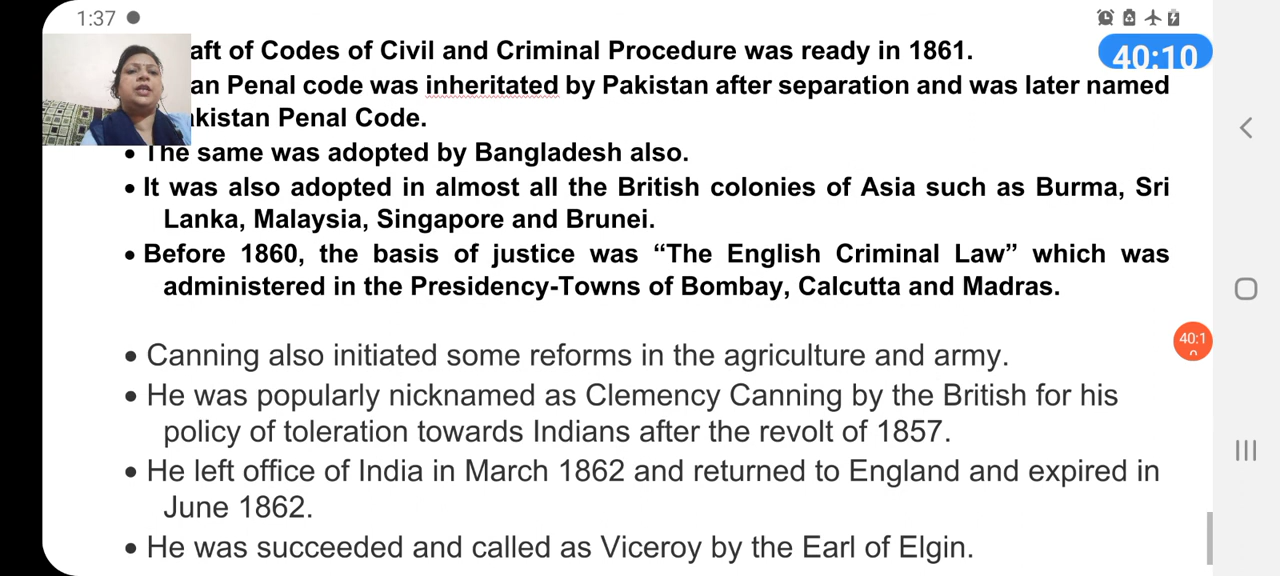 1:37
40:10
aft of Codes of Civil and Criminal Procedure was ready in 1861.
an Penal code was inheritated by Pakistan after separation and was later named
akistan Penal Code.
• The same was adopted by Bangladesh also.
• It was also adopted in almost all the British colonies of Asia such as Burma, Sri
Lanka, Malaysia, Singapore and Brunei.
• Before 1860, the basis of justice was “The English Criminal Law” which was
administered in the Presidency-Towns of Bombay, Calcutta and Madras.
40:1
0
• Canning also initiated some reforms in the agriculture and army.
• He was popularly nicknamed as Clemency Canning by the British for his
policy of toleration towards Indians after the revolt of 1857.
• He left office of India in March 1862 and returned to England and expired in
June 1862.
• He was succeeded and called as Viceroy by the Earl of Elgin.